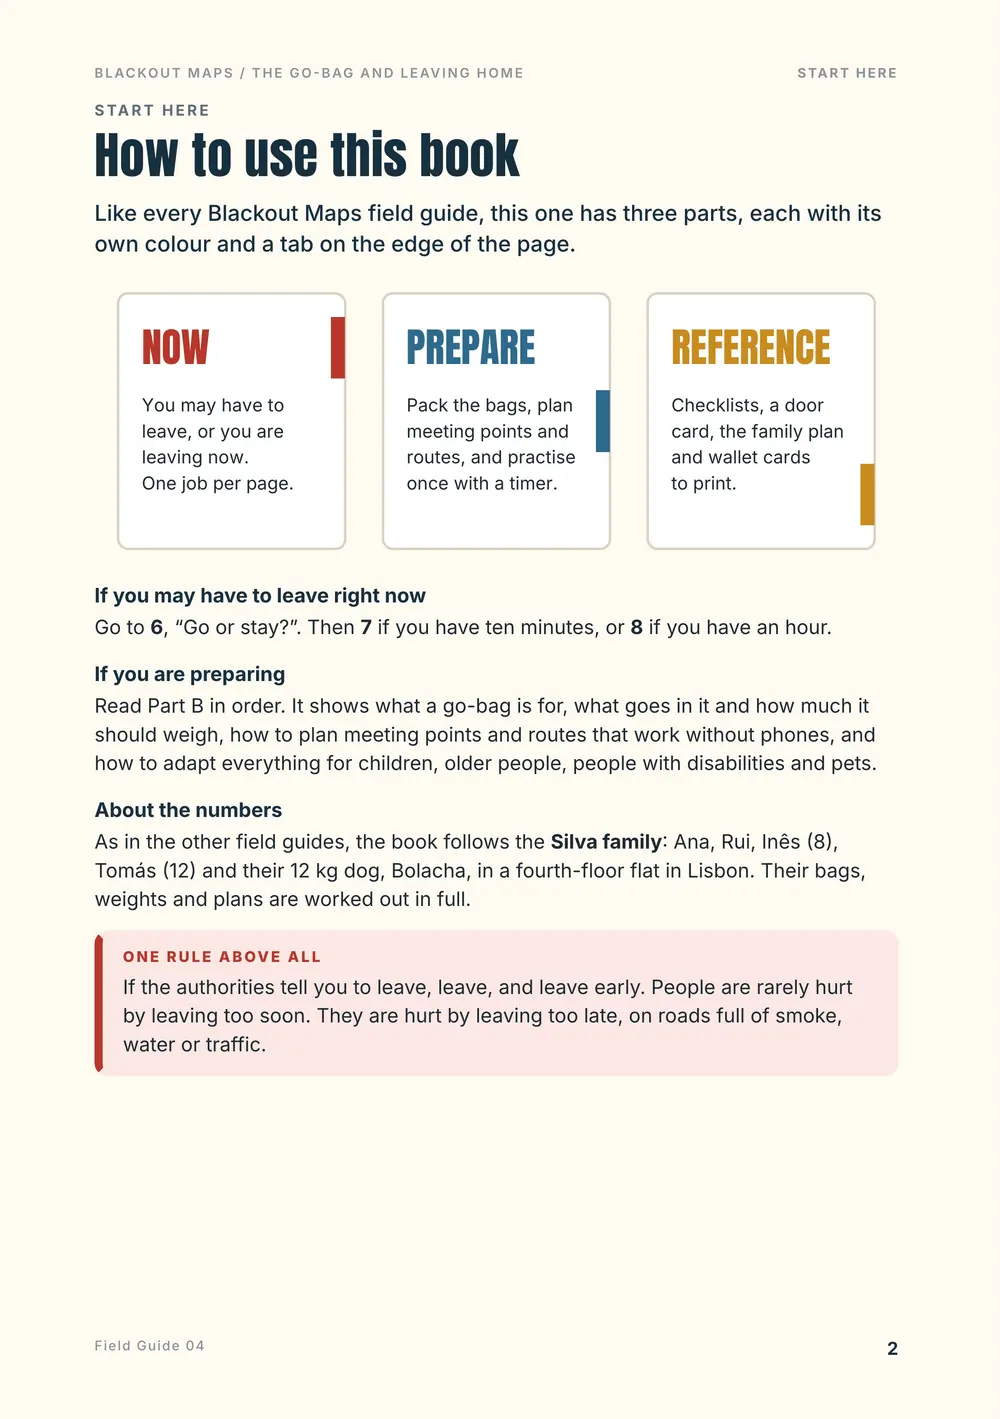 BLACKOUT MAPS / THE GO-BAG AND LEAVING HOME
START HERE
START HERE
How to use this book
Like every Blackout Maps field guide, this one has three parts, each with its
own colour and a tab on the edge of the page.
NOW
You may have to
leave, or you are
leaving now.
One job per page.
PREPARE
Pack the bags, plan
meeting points and
routes, and practise
once with a timer.
REFERENCE
Checklists, a door
card, the family plan
and wallet cards
to print.
If you may have to leave right now
Go to 6, “Go or stay?”. Then 7 if you have ten minutes, or 8 if you have an hour.
If you are preparing
Read Part B in order. It shows what a go-bag is for, what goes in it and how much it
should weigh, how to plan meeting points and routes that work without phones, and
how to adapt everything for children, older people, people with disabilities and pets.
About the numbers
As in the other field guides, the book follows the Silva family: Ana, Rui, Inês (8),
Tomás (12) and their 12 kg dog, Bolacha, in a fourth-floor flat in Lisbon. Their bags,
weights and plans are worked out in full.
ONE RULE ABOVE ALL
If the authorities tell you to leave, leave, and leave early. People are rarely hurt
by leaving too soon. They are hurt by leaving too late, on roads full of smoke,
water or traffic.
Field Guide 04
2